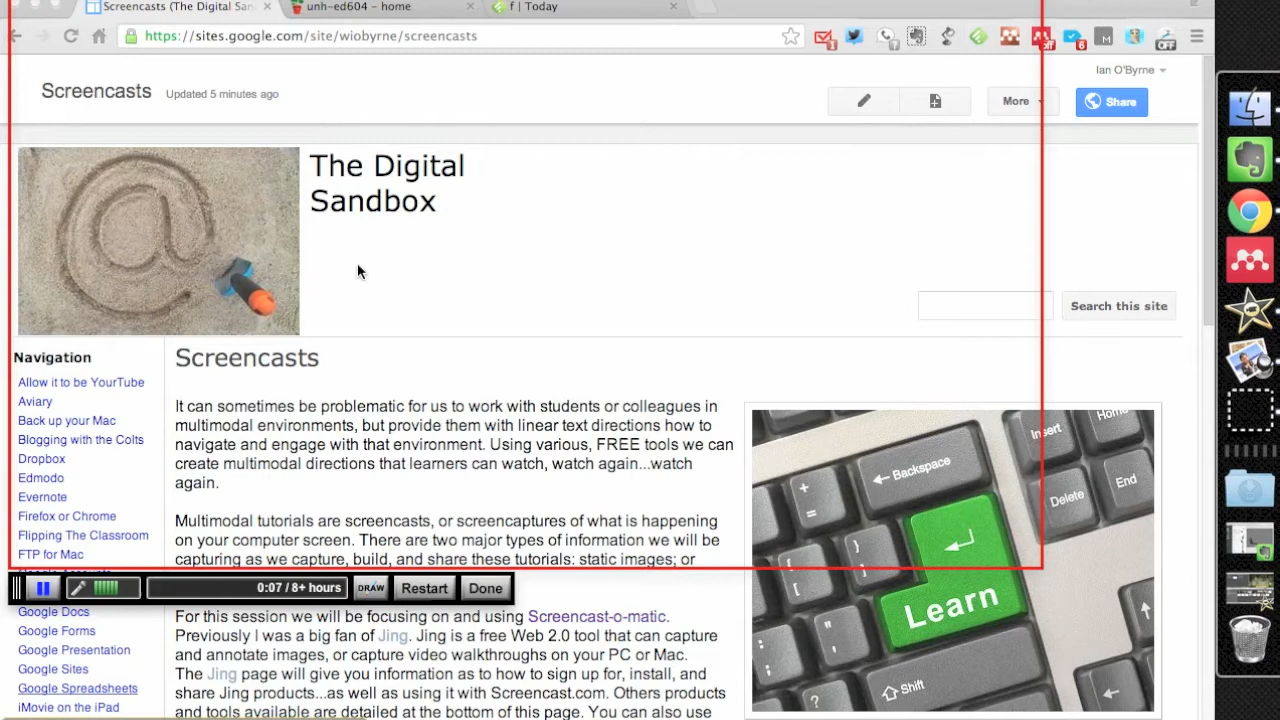 Screencasts (The Digital San
unh-ed604 - home
f | Today
https://sites.google.com/site/wiobyrne/screencasts
1
?
off
6
M
OFF
Ian O'Byrne
Screencasts
Updated 5 minutes ago
More
Share
The Digital
Sandbox
Search this site
Navigation
Allow it to be YourTube
Aviary
Back up your Mac
Blogging with the Colts
Dropbox
Edmodo
Evernote
Firefox or Chrome
Flipping The Classroom
FTP for Mac
Google Docs
Google Forms
Google Presentation
Google Sites
Google Spreadsheets
iMovie on the iPad
Screencasts
It can sometimes be problematic for us to work with students or colleagues in
multimodal environments, but provide them with linear text directions how to
navigate and engage with that environment. Using various, FREE tools we can
create multimodal directions that learners can watch, watch again...watch
again.
Multimodal tutorials are screencasts, or screencaptures of what is happening
on your computer screen. There are two major types of information we will be
capturing as we capture, build, and share these tutorials: static images; or
0:07 / 8+ hours
DRAW
Restart
Done
For this session we will be focusing on and using Screencast-o-matic.
Previously I was a big fan of Jing. Jing is a free Web 2.0 tool that can capture
and annotate images, or capture video walkthroughs on your PC or Mac.
The Jing page will give you information as to how to sign up for, install, and
share Jing products...as well as using it with Screencast.com. Others products
and tools available are detailed at the bottom of this page. You can also use
Insert
Home
Backspace
Delete
End
+
=
{
[
}
]
Learn
:
;
"
'
?
Shift